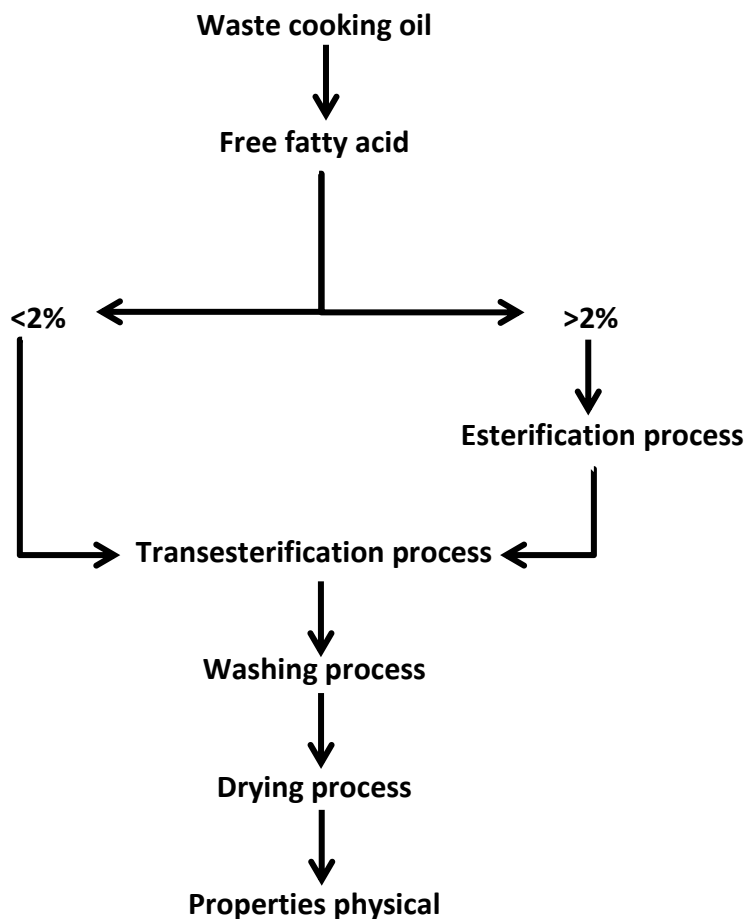 Waste cooking oil
Free fatty acid
<2%
>2%
Esterification process
Transesterification process
Washing process
Drying process
Properties physical